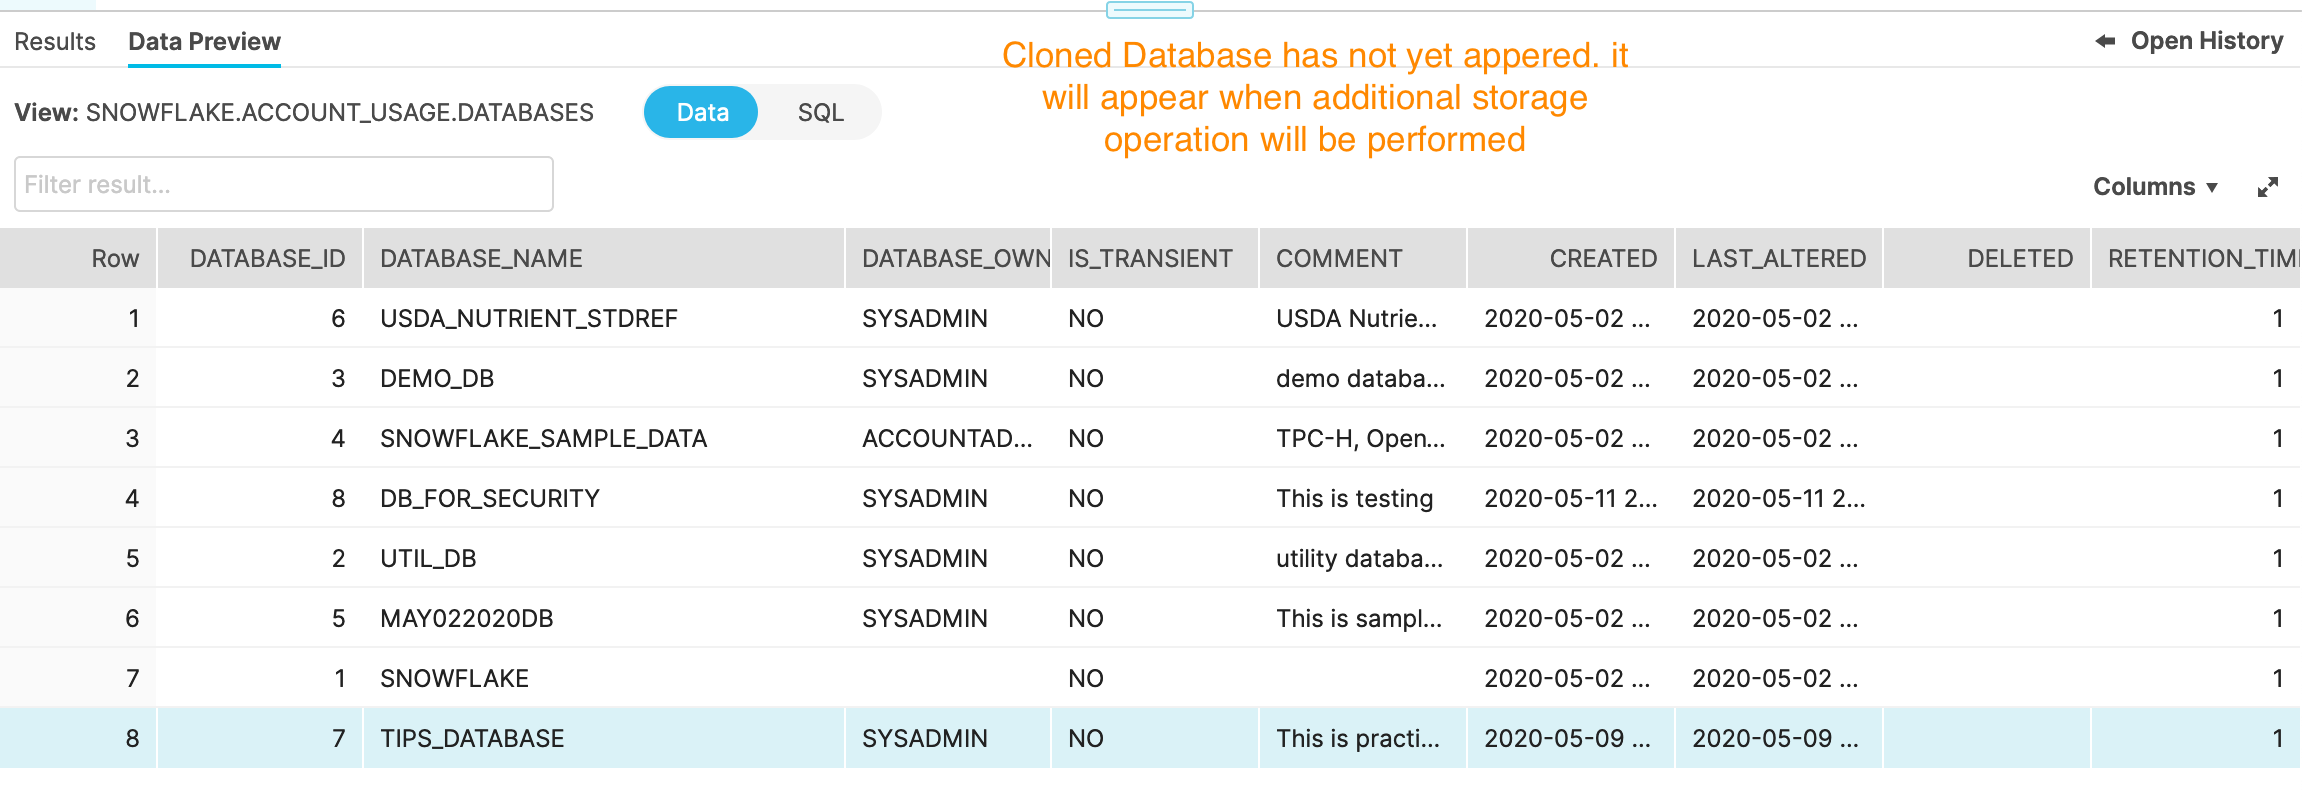 Results Data Preview Open History
Cloned Database has not yet appered. it
will appear when additional storage
operation will be performed
View: SNOWFLAKE.ACCOUNT_USAGE.DATABASES Data SQL
Filter result...
Columns
Row DATABASE_ID DATABASE_NAME DATABASE_OWN IS_TRANSIENT COMMENT CREATED LAST_ALTERED DELETED RETENTION_TIM
1 6 USDA_NUTRIENT_STDREF SYSADMIN NO USDA Nutrie... 2020-05-02 ... 2020-05-02 ... 1
2 3 DEMO_DB SYSADMIN NO demo databa... 2020-05-02 ... 2020-05-02 ... 1
3 4 SNOWFLAKE_SAMPLE_DATA ACCOUNTAD... NO TPC-H, Open... 2020-05-02 ... 2020-05-02 ... 1
4 8 DB_FOR_SECURITY SYSADMIN NO This is testing 2020-05-11 2... 2020-05-11 2... 1
5 2 UTIL_DB SYSADMIN NO utility databa... 2020-05-02 ... 2020-05-02 ... 1
6 5 MAY022020DB SYSADMIN NO This is sampl... 2020-05-02 ... 2020-05-02 ... 1
7 1 SNOWFLAKE NO 2020-05-02 ... 2020-05-02 ... 1
8 7 TIPS_DATABASE SYSADMIN NO This is practi... 2020-05-09 ... 2020-05-09 ... 1